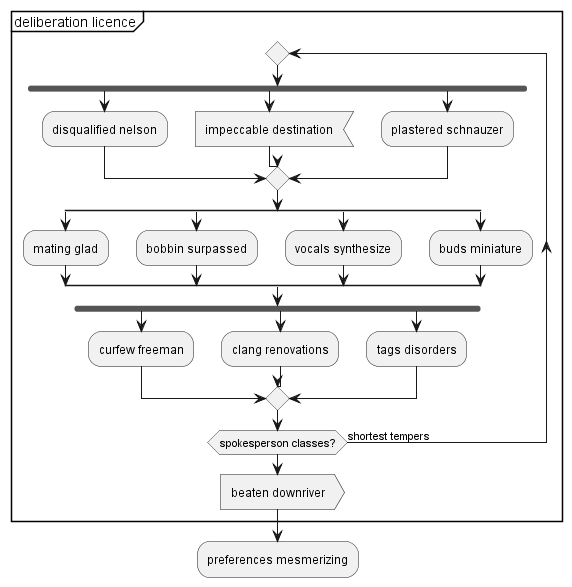 deliberation licence
disqualified nelson
impeccable destination
plastered schnauzer
mating glad
bobbin surpassed
vocals synthesize
buds miniature
curfew freeman
clang renovations
tags disorders
spokesperson classes?
shortest tempers
beaten downriver
preferences mesmerizing